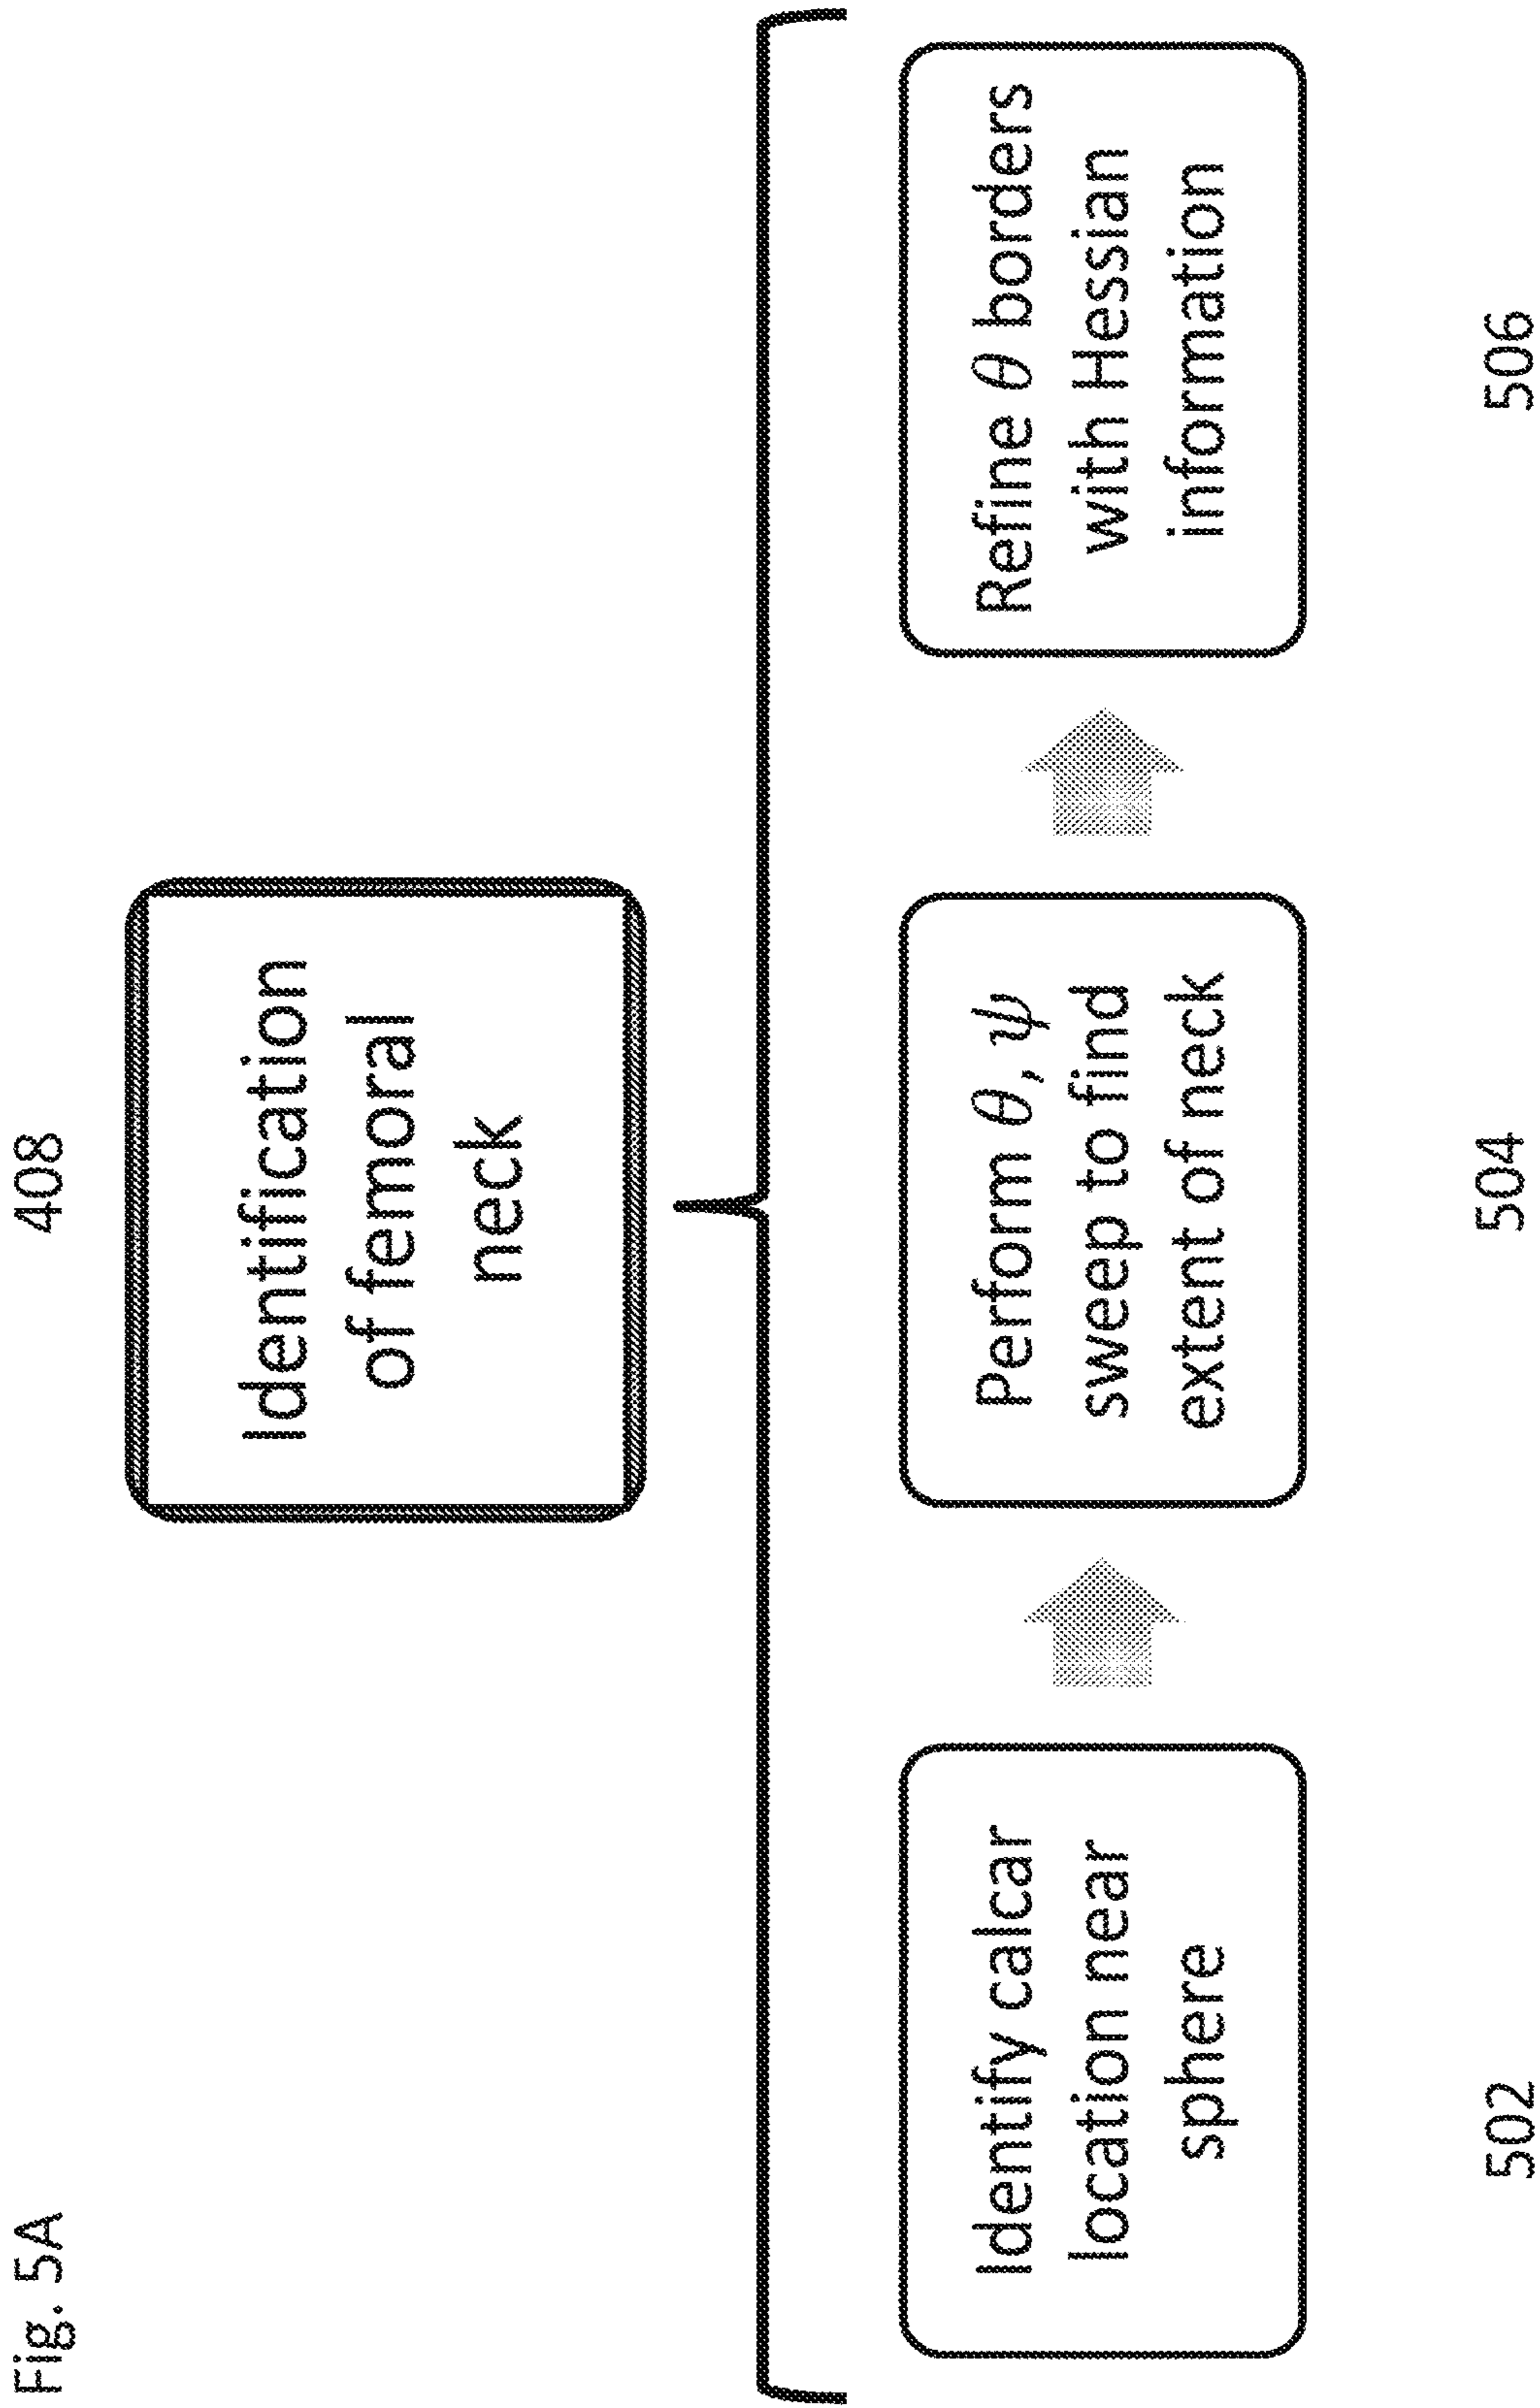 Fig. 5A
408
Identification
of femoral
neck
Identify calcar
location near
sphere
Perform θ, ψ
sweep to find
extent of neck
Refine θ borders
with Hessian
information
502
504
506